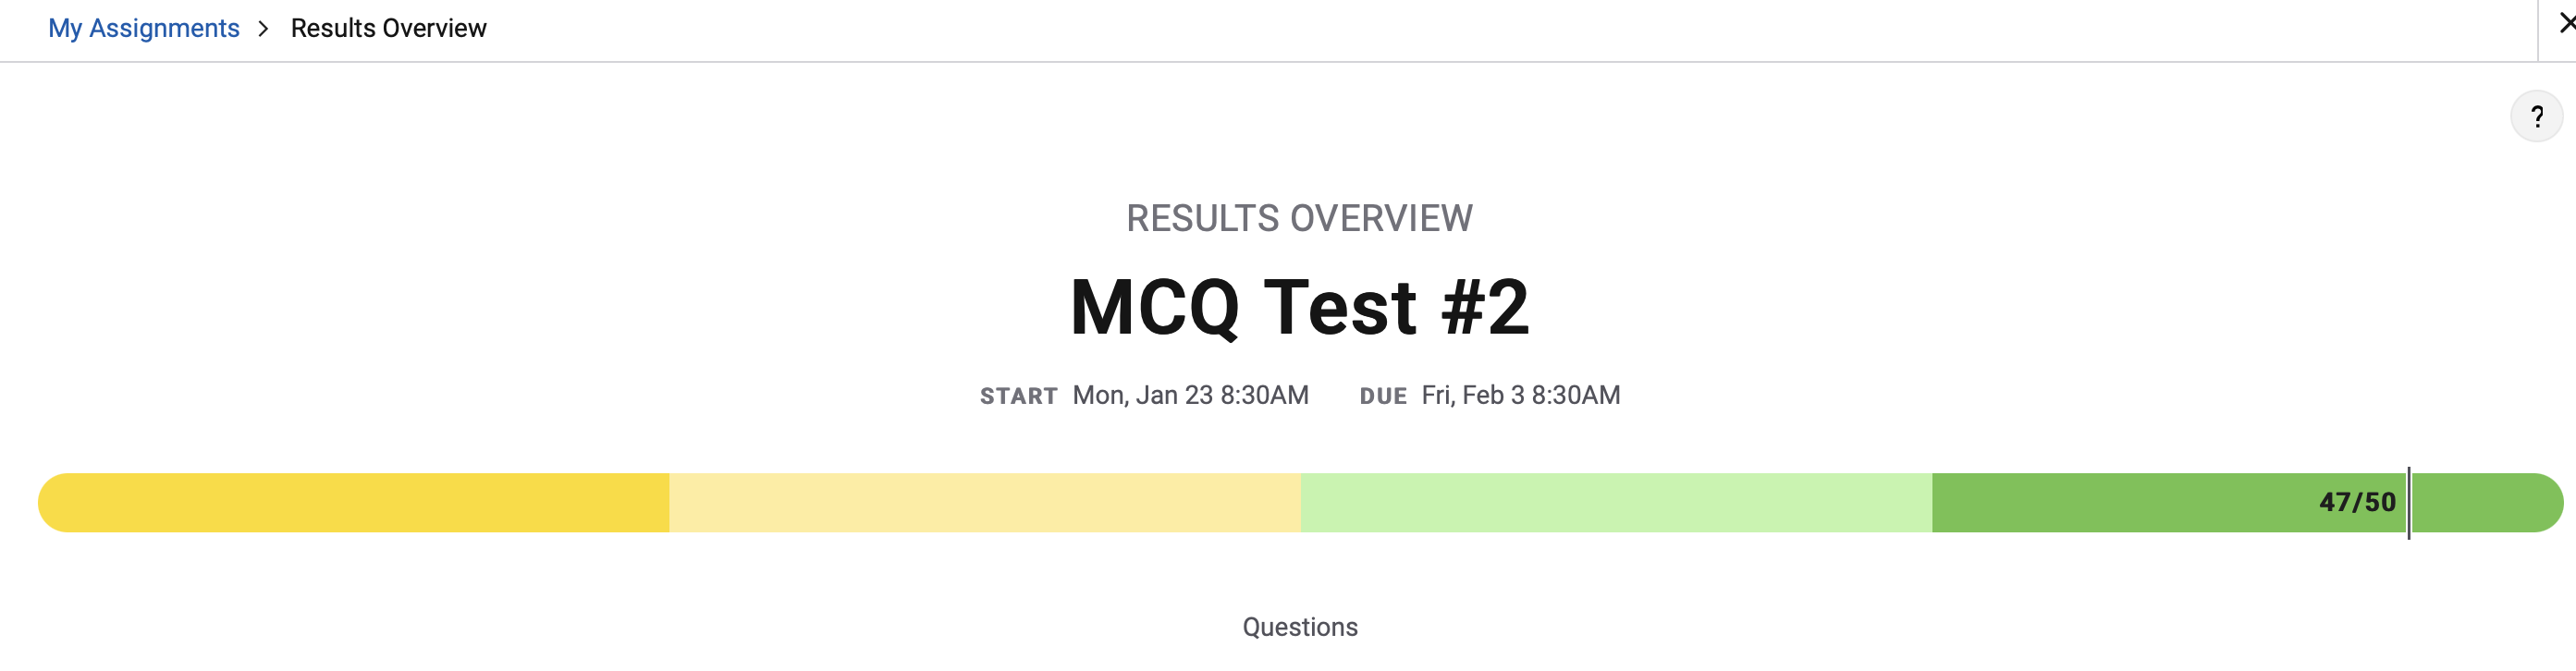 My Assignments > Results Overview
?
RESULTS OVERVIEW
MCQ Test #2
START Mon, Jan 23 8:30AM DUE Fri, Feb 3 8:30AM
47/50
Questions